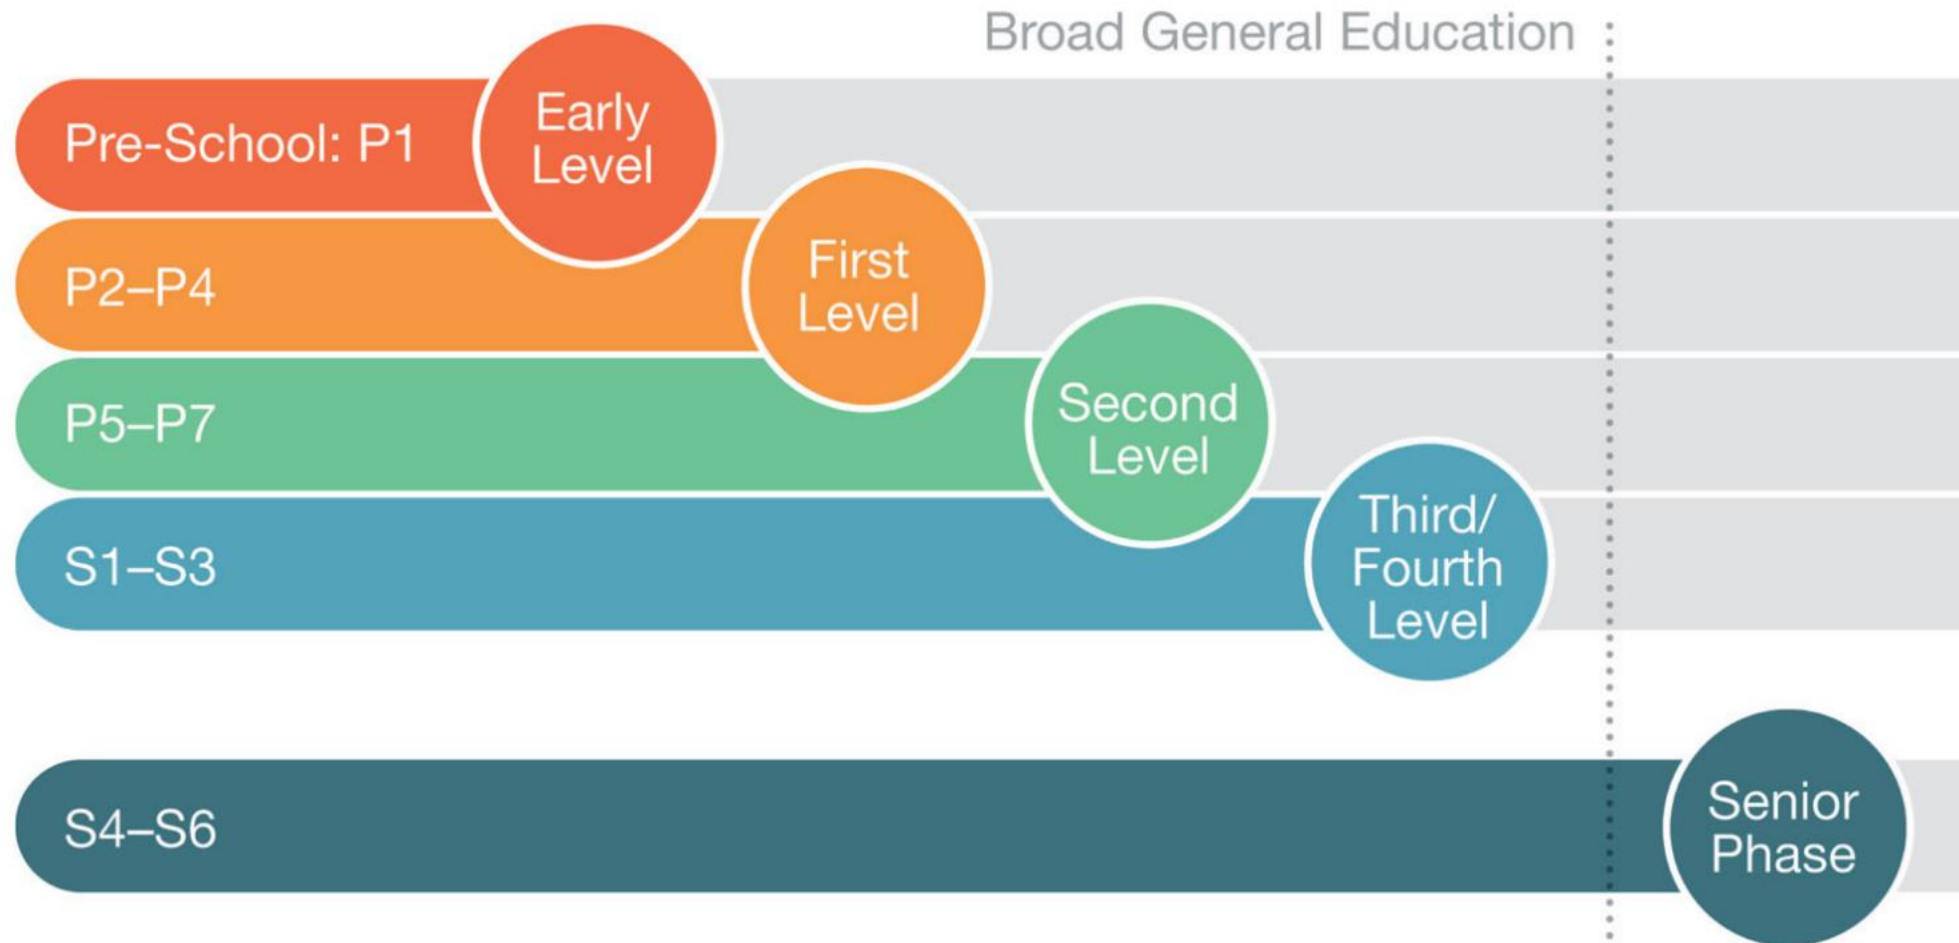 Broad General Education
Pre-School: P1
Early
Level
P2–P4
First
Level
P5–P7
Second
Level
S1–S3
Third/
Fourth
Level
S4–S6
Senior
Phase